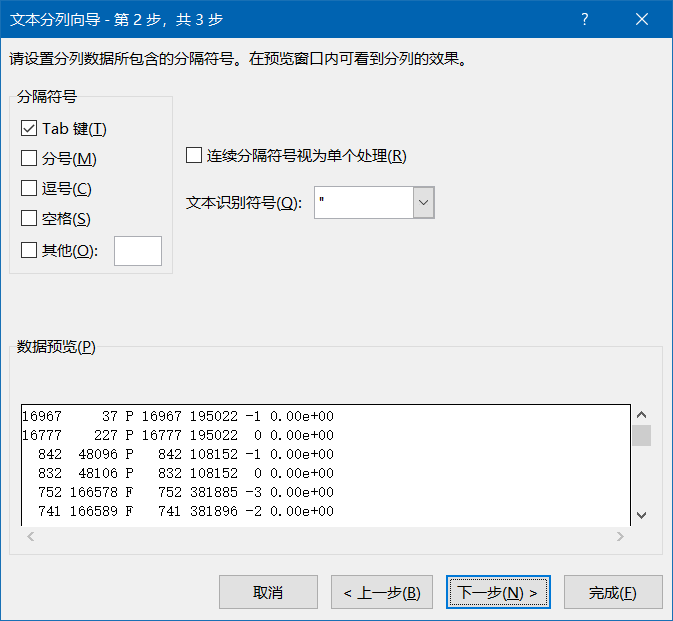 文本分列向导 - 第 2 步，共 3 步
请设置分列数据所包含的分隔符号。在预览窗口内可看到分列的效果。
分隔符号
Tab 键(T)
分号(M)
逗号(C)
空格(S)
其他(O):
连续分隔符号视为单个处理(R)
文本识别符号(Q): "
数据预览(P)
16967     37 P 16967 195022 -1 0.00e+00
16777    227 P 16777 195022  0 0.00e+00
  842  48096 P   842 108152 -1 0.00e+00
  832  48106 P   832 108152  0 0.00e+00
  752 166578 F   752 381885 -3 0.00e+00
  741 166589 F   741 381896 -2 0.00e+00
取消 < 上一步(B) 下一步(N) > 完成(F)